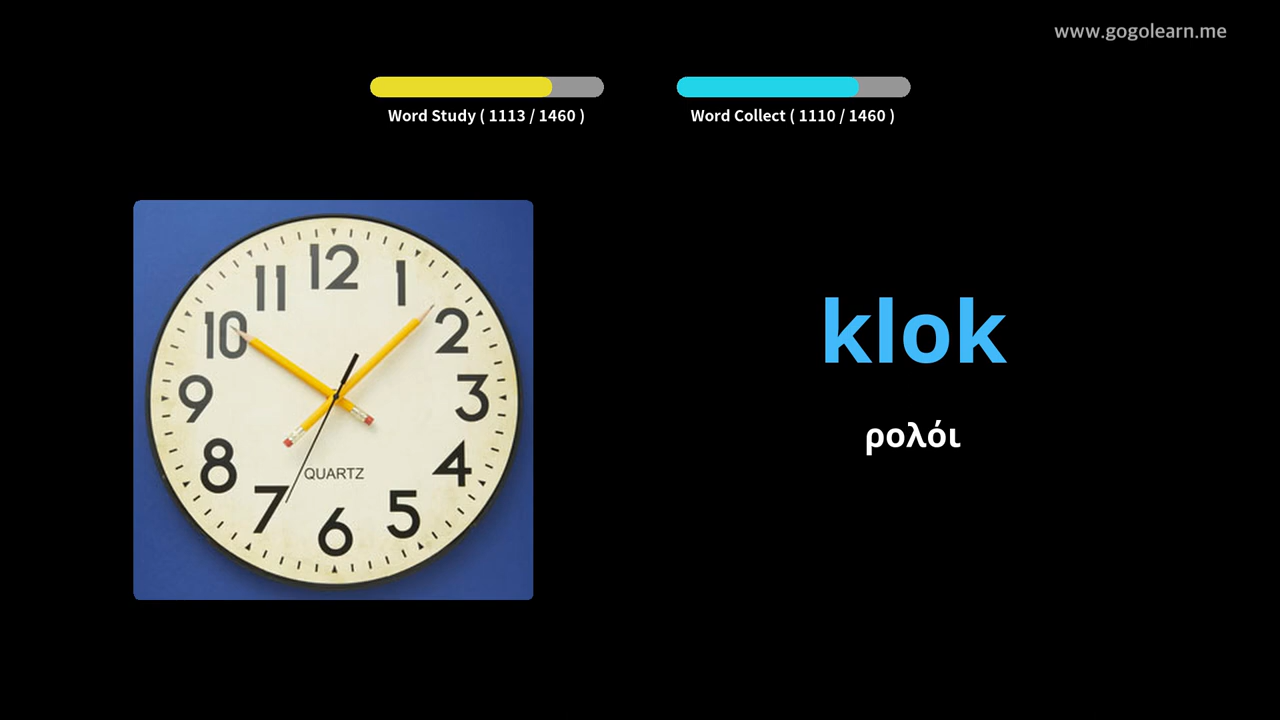 www.gogolearn.me
Word Study ( 1113 / 1460 )
Word Collect ( 1110 / 1460 )
12
11
1
10
2
9
3
8
4
QUARTZ
7
5
6
klok
ρολόι